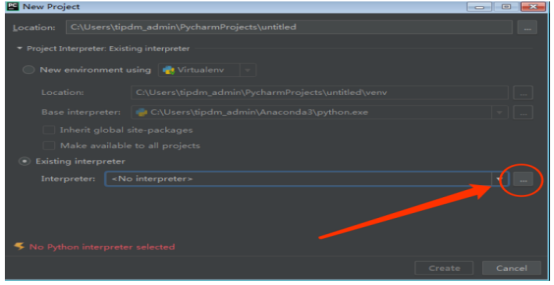 PC New Project
Location: C:\Users\tipdm_admin\PycharmProjects\untitled ...
Project Interpreter: Existing interpreter
New environment using Virtualenv
Location: C:\Users\tipdm_admin\PycharmProjects\untitled\venv ...
Base interpreter: C:\Users\tipdm_admin\Anaconda3\python.exe ...
Inherit global site-packages
Make available to all projects
Existing interpreter
Interpreter: <No interpreter> ...
No Python interpreter selected
Create Cancel